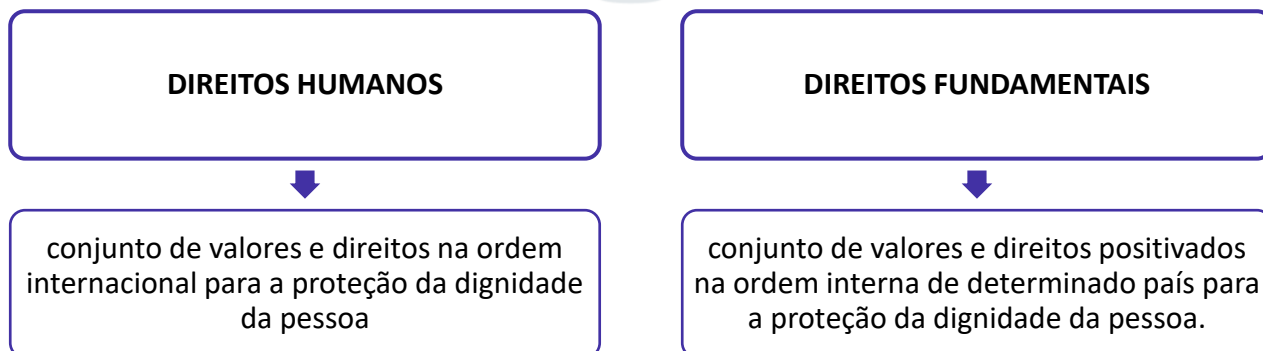 DIREITOS HUMANOS
conjunto de valores e direitos na ordem
internacional para a proteção da dignidade
da pessoa
DIREITOS FUNDAMENTAIS
conjunto de valores e direitos positivados
na ordem interna de determinado país para
a proteção da dignidade da pessoa.